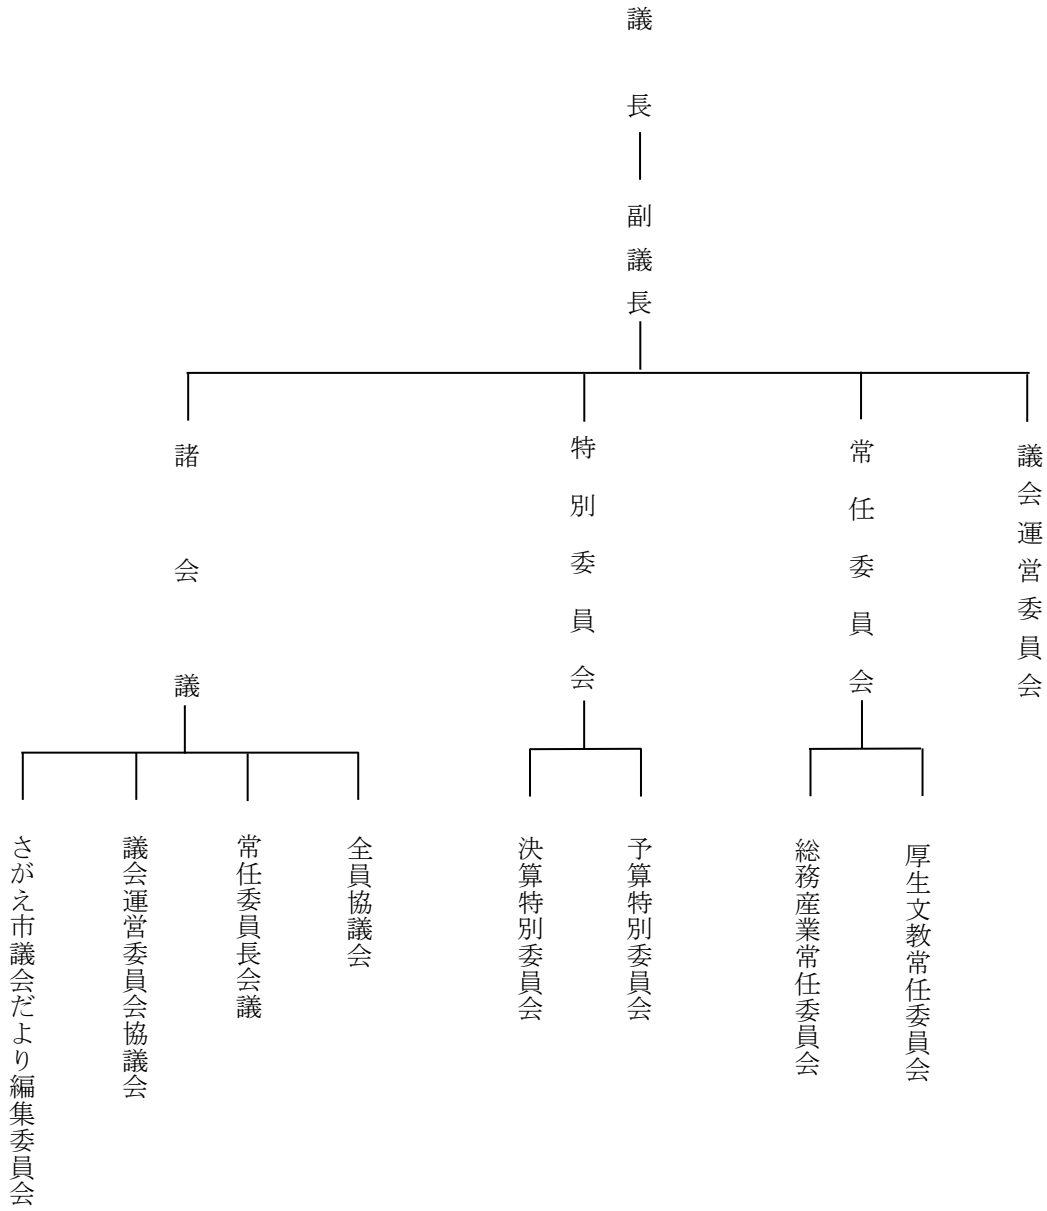 議長
副議長
議会運営委員会
常任委員会
特別委員会
諸会議
厚生文教常任委員会
総務産業常任委員会
予算特別委員会
決算特別委員会
全員協議会
常任委員長会議
議会運営委員会協議会
さがえ市議会だより編集委員会